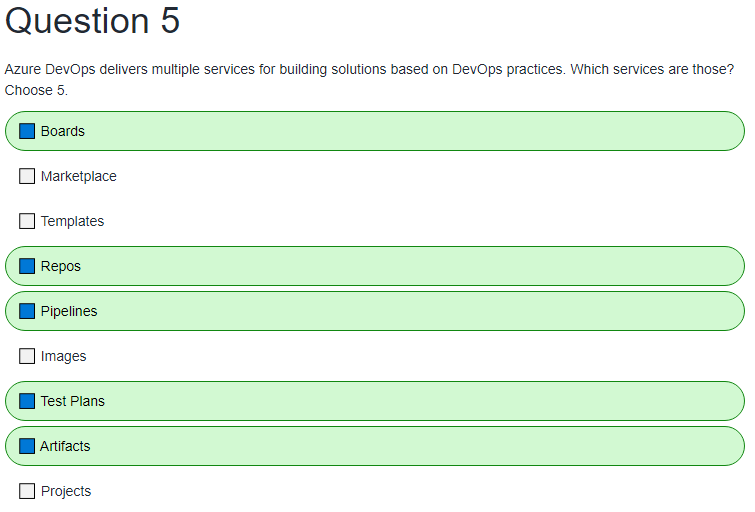 Question 5
Azure DevOps delivers multiple services for building solutions based on DevOps practices. Which services are those?
Choose 5.
Boards
Marketplace
Templates
Repos
Pipelines
Images
Test Plans
Artifacts
Projects